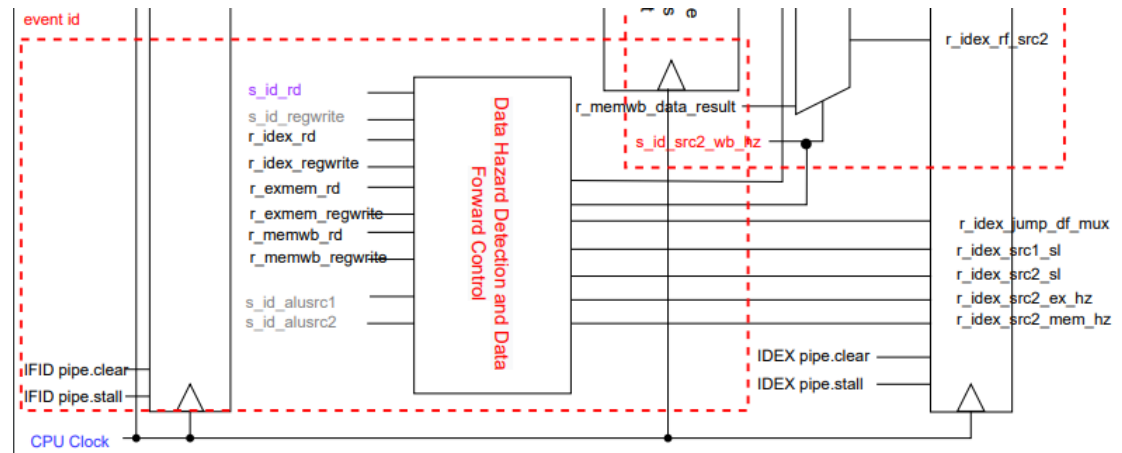 event id
s
t
e
r_idex_rf_src2
s_id_rd
s_id_regwrite
r_idex_rd
r_idex_regwrite
r_exmem_rd
r_exmem_regwrite
r_memwb_rd
r_memwb_regwrite
s_id_alusrc1
s_id_alusrc2
Data Hazard Detection and Data
Forward Control
r_memwb_data_result
s_id_src2_wb_hz
r_idex_jump_df_mux
r_idex_src1_sl
r_idex_src2_sl
r_idex_src2_ex_hz
r_idex_src2_mem_hz
IFID pipe.clear
IFID pipe.stall
IDEX pipe.clear
IDEX pipe.stall
CPU Clock